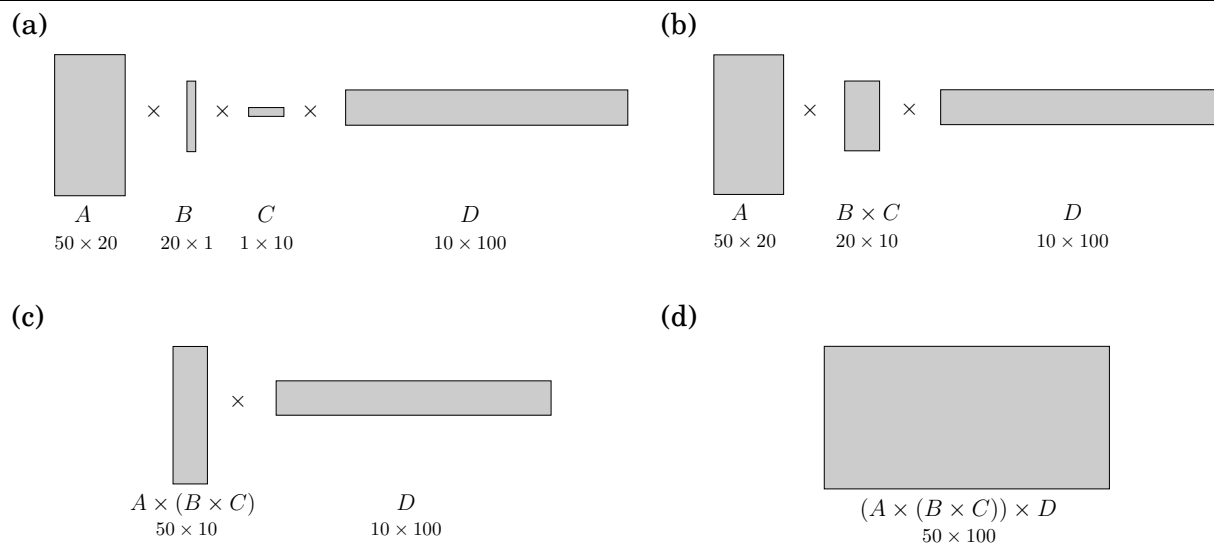 (a)
× × ×
A B C D
50 × 20 20 × 1 1 × 10 10 × 100
(b)
× ×
A B × C D
50 × 20 20 × 10 10 × 100
(c)
×
A × (B × C) D
50 × 10 10 × 100
(d)
(A × (B × C)) × D
50 × 100